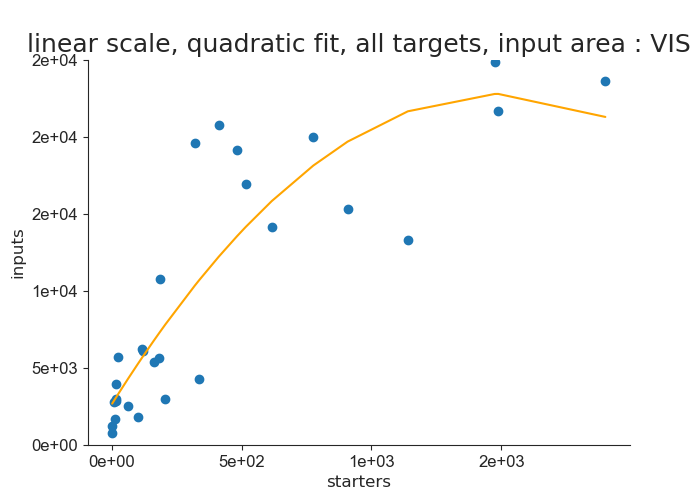 linear scale, quadratic fit, all targets, input area : VIS
2e+04
2e+04
2e+04
1e+04
5e+03
0e+00
inputs
0e+00 5e+02 1e+03 2e+03
starters